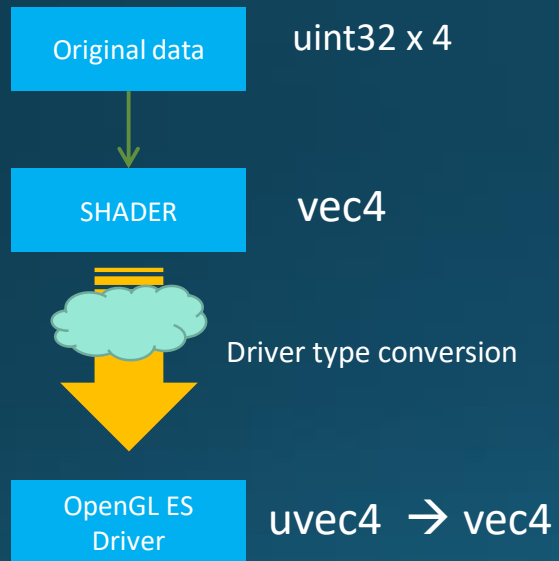 Original data
uint32 x 4
SHADER
vec4
Driver type conversion
OpenGL ES
Driver
uvec4 → vec4